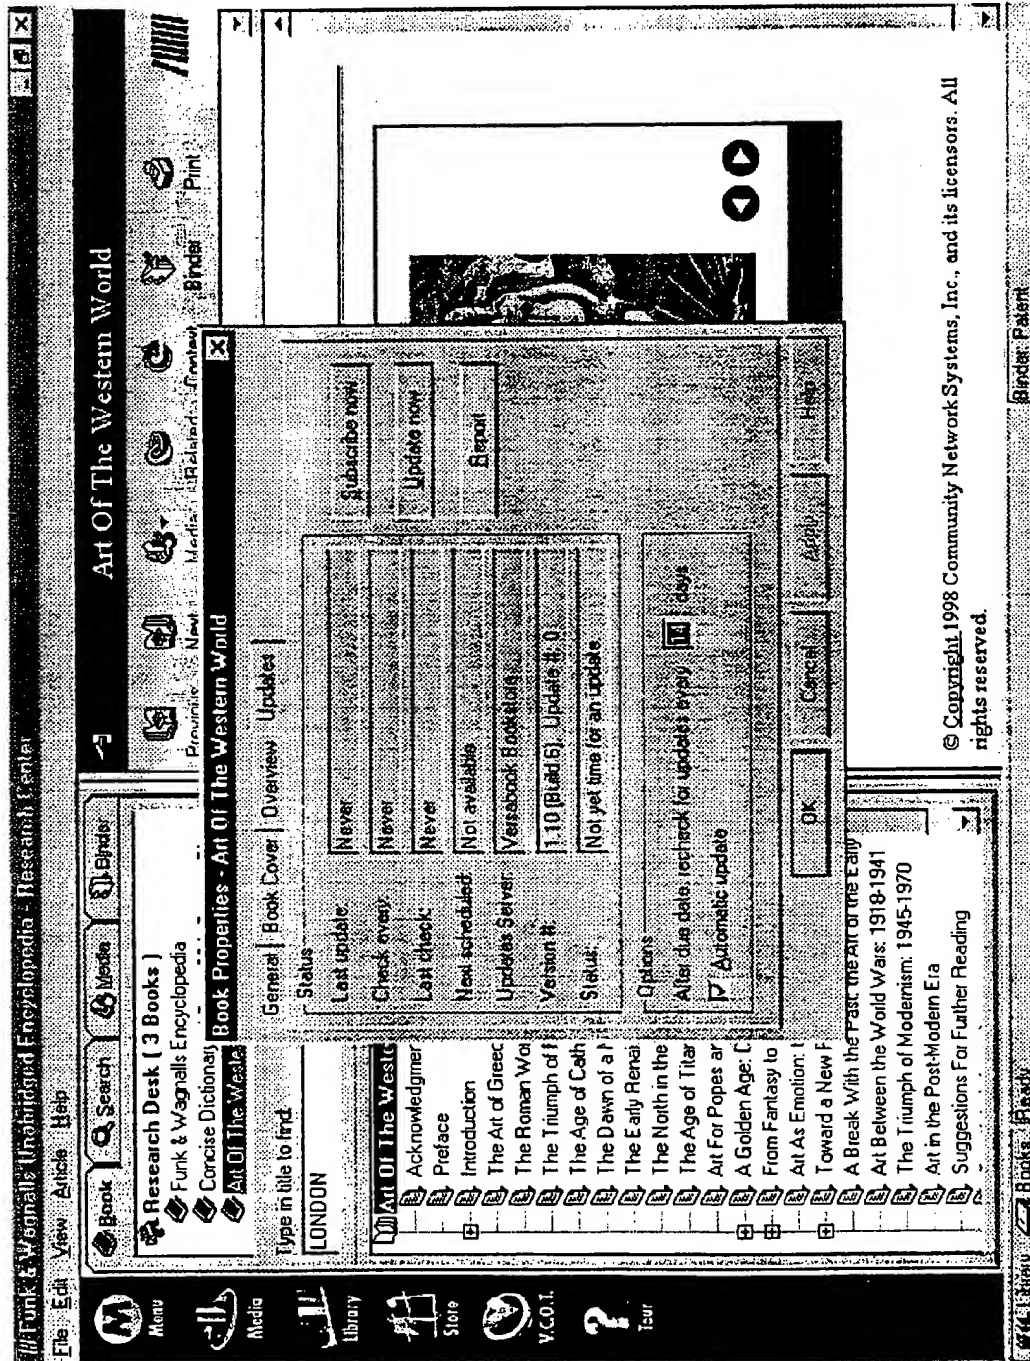 Funk & Wagnalls Unabridged Encyclopedia El Research Center
File Edit View Article Help
Menu
Media
Library
Store
V.C.O.T.
Tour
Book Search Media Binder
Research Desk ( 3 Books )
Funk & Wagnalls Encyclopedia
Concise Dictionary
Art Of The Wester
Type in title to find:
LONDON
Art Of The Weste
Acknowledgmer
Preface
Introduction
The Art of Greec
The Roman Wor
The Triumph of
The Age of Cath
The Dawn of a
The Early Renai
The North in the
The Age of Titar
Art For Popes ar
A Golden Age: D
From Fantasy to
Art As Emotion:
Toward a New F
A Break With the Past: the Art of the Early
Art Between the World Wars: 1918-1941
The Triumph of Modernism: 1945-1970
Art in the Post-Modern Era
Suggestions For Further Reading
Art Of The Western World
Previous Next Media Related Context Binder Print
Book Properties - Art Of The Western World
General Book Cover Overview Updates
Status
Last update: Never
Check every: Never
Last check: Never
Next scheduled: Not available
Updates Server: Versabook Bookstore
Version #: 1.10 (Build 6), Update #: 0
Status: Not yet time for an update
Subscribe now
Update now
Report
Options
After due date, recheck for updates every 14 days
Automatic update
OK Cancel Apply Help
© Copyright 1998 Community Network Systems, Inc., and its licensors. All
rights reserved.
Library Books Ready
Binder Patent